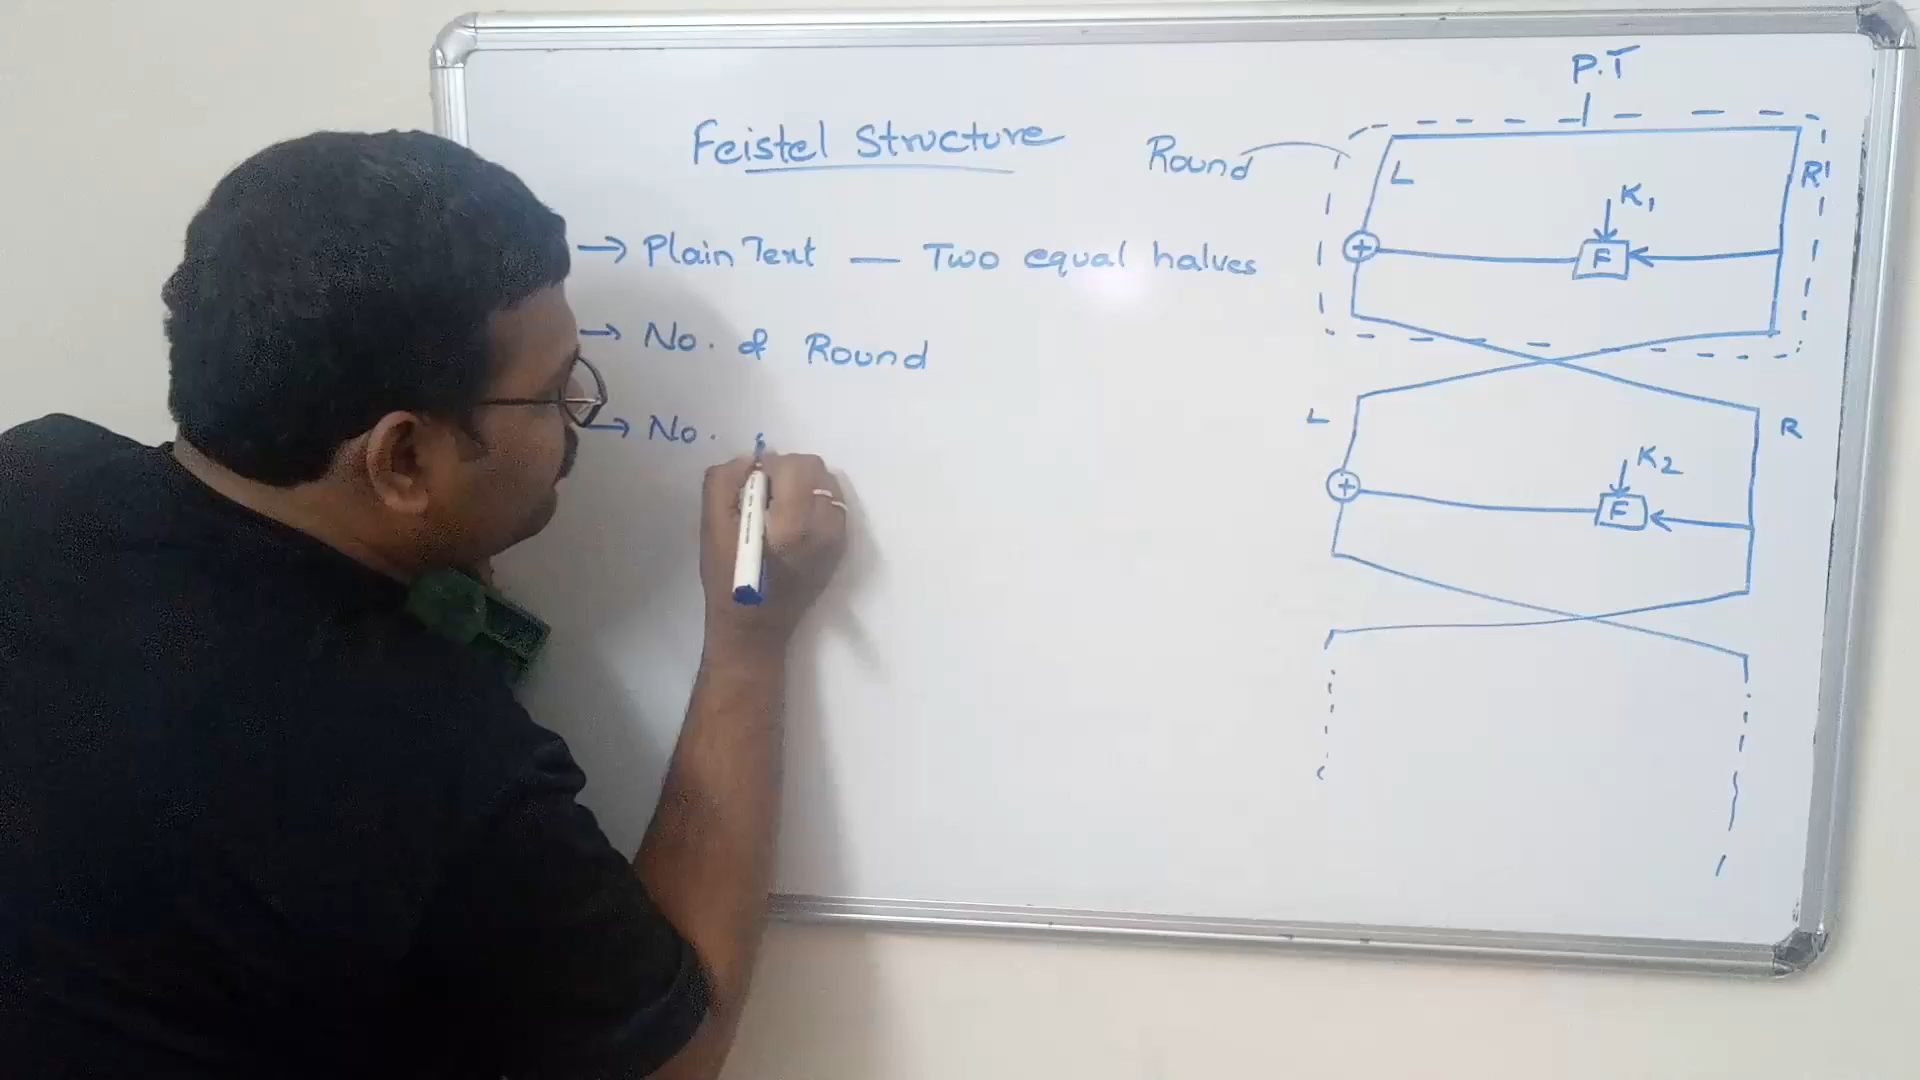 Feistel Structure
→ Plain Text — Two equal halves
→ No. of Round
→ No.
P.T
Round
L
R
K1
+
F
L
R
K2
+
F